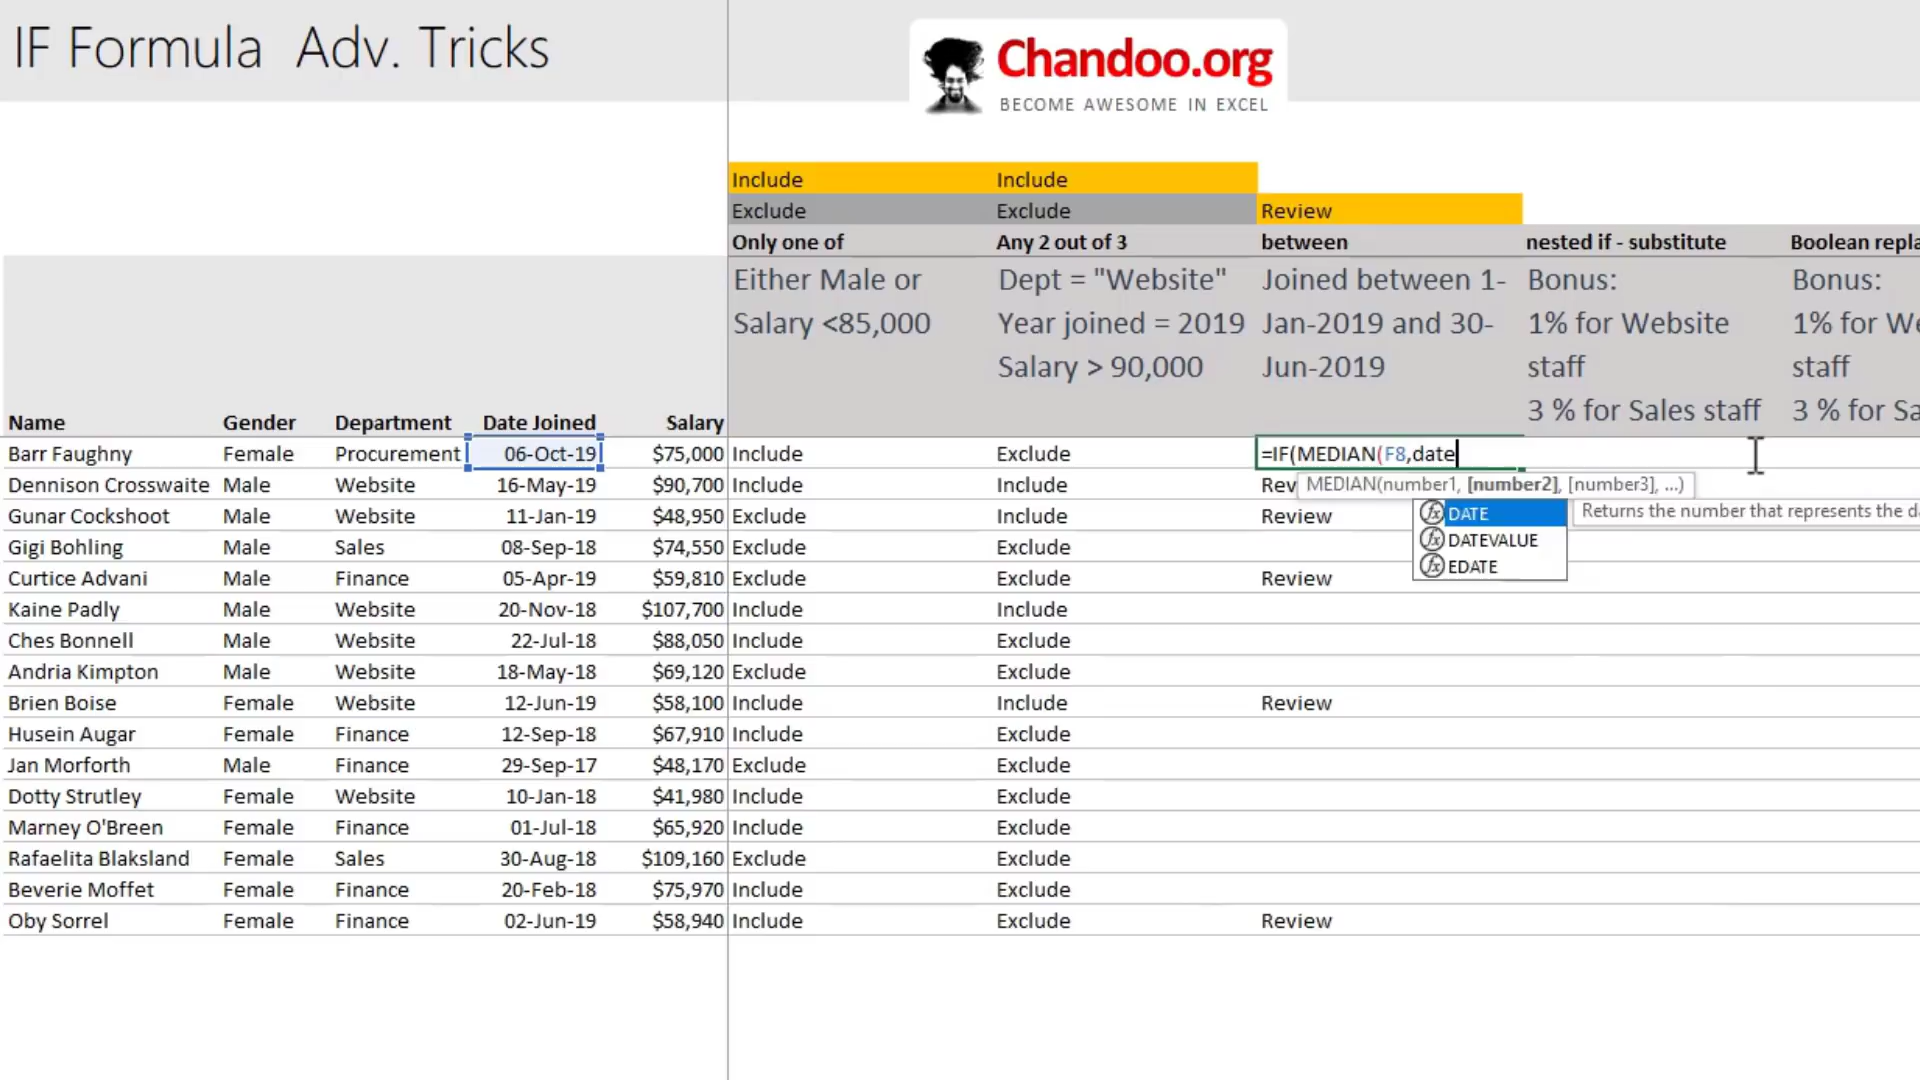 IF Formula Adv. Tricks
Chandoo.org
BECOME AWESOME IN EXCEL
Include Include
Exclude Exclude Review
Only one of Any 2 out of 3 between nested if - substitute Boolean repla
Either Male or Dept = "Website" Joined between 1- Bonus: Bonus:
Salary <85,000 Year joined = 2019 Jan-2019 and 30- 1% for Website 1% for We
Salary > 90,000 Jun-2019 staff staff
3 % for Sales staff 3 % for Sa
Name Gender Department Date Joined Salary
Barr Faughny Female Procurement 06-Oct-19 $75,000 Include Exclude =IF(MEDIAN(F8,date
Dennison Crosswaite Male Website 16-May-19 $90,700 Include Include Rev MEDIAN(number1, [number2], [number3], ...)
Gunar Cockshoot Male Website 11-Jan-19 $48,950 Exclude Include Review DATE Returns the number that represents the da
Gigi Bohling Male Sales 08-Sep-18 $74,550 Exclude Exclude DATEVALUE
EDATE
Curtice Advani Male Finance 05-Apr-19 $59,810 Exclude Exclude Review
Kaine Padly Male Website 20-Nov-18 $107,700 Include Include
Ches Bonnell Male Website 22-Jul-18 $88,050 Include Exclude
Andria Kimpton Male Website 18-May-18 $69,120 Exclude Exclude
Brien Boise Female Website 12-Jun-19 $58,100 Include Include Review
Husein Augar Female Finance 12-Sep-18 $67,910 Include Exclude
Jan Morforth Male Finance 29-Sep-17 $48,170 Exclude Exclude
Dotty Strutley Female Website 10-Jan-18 $41,980 Include Exclude
Marney O'Breen Female Finance 01-Jul-18 $65,920 Include Exclude
Rafaelita Blaksland Female Sales 30-Aug-18 $109,160 Exclude Exclude
Beverie Moffet Female Finance 20-Feb-18 $75,970 Include Exclude
Oby Sorrel Female Finance 02-Jun-19 $58,940 Include Exclude Review